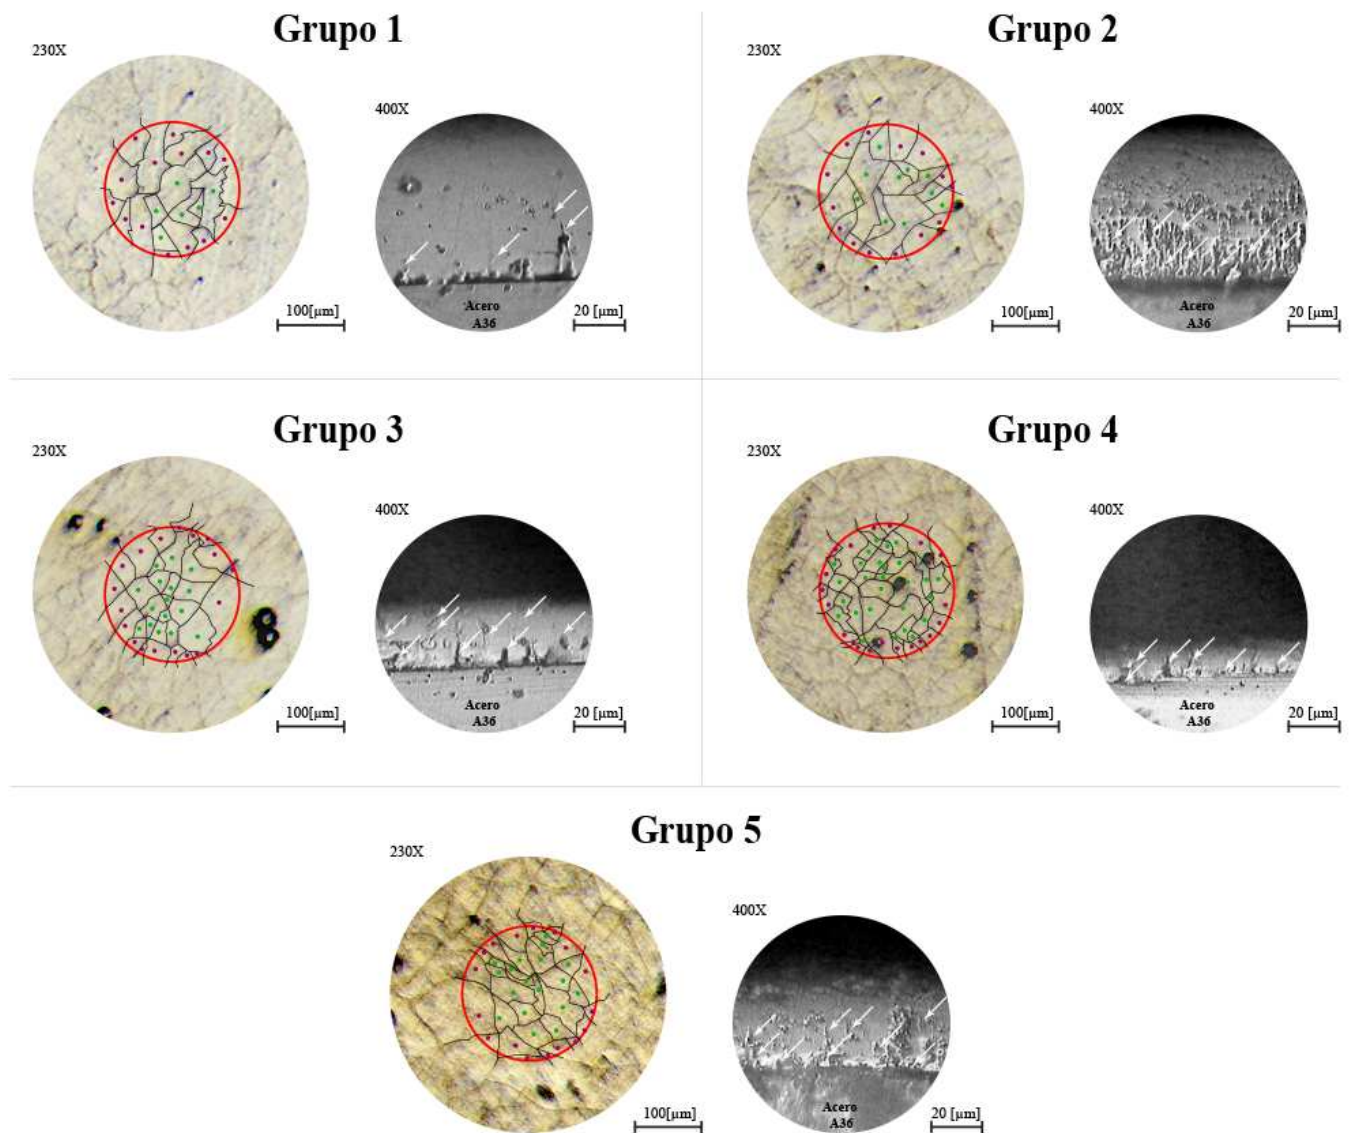 Grupo 1
230X
400X
Acero
A36
100[µm]
20 [µm]
Grupo 2
230X
400X
Acero
A36
100[µm]
20 [µm]
Grupo 3
230X
400X
Acero
A36
100[µm]
20 [µm]
Grupo 4
230X
400X
Acero
A36
100[µm]
20 [µm]
Grupo 5
230X
400X
Acero
A36
100[µm]
20 [µm]